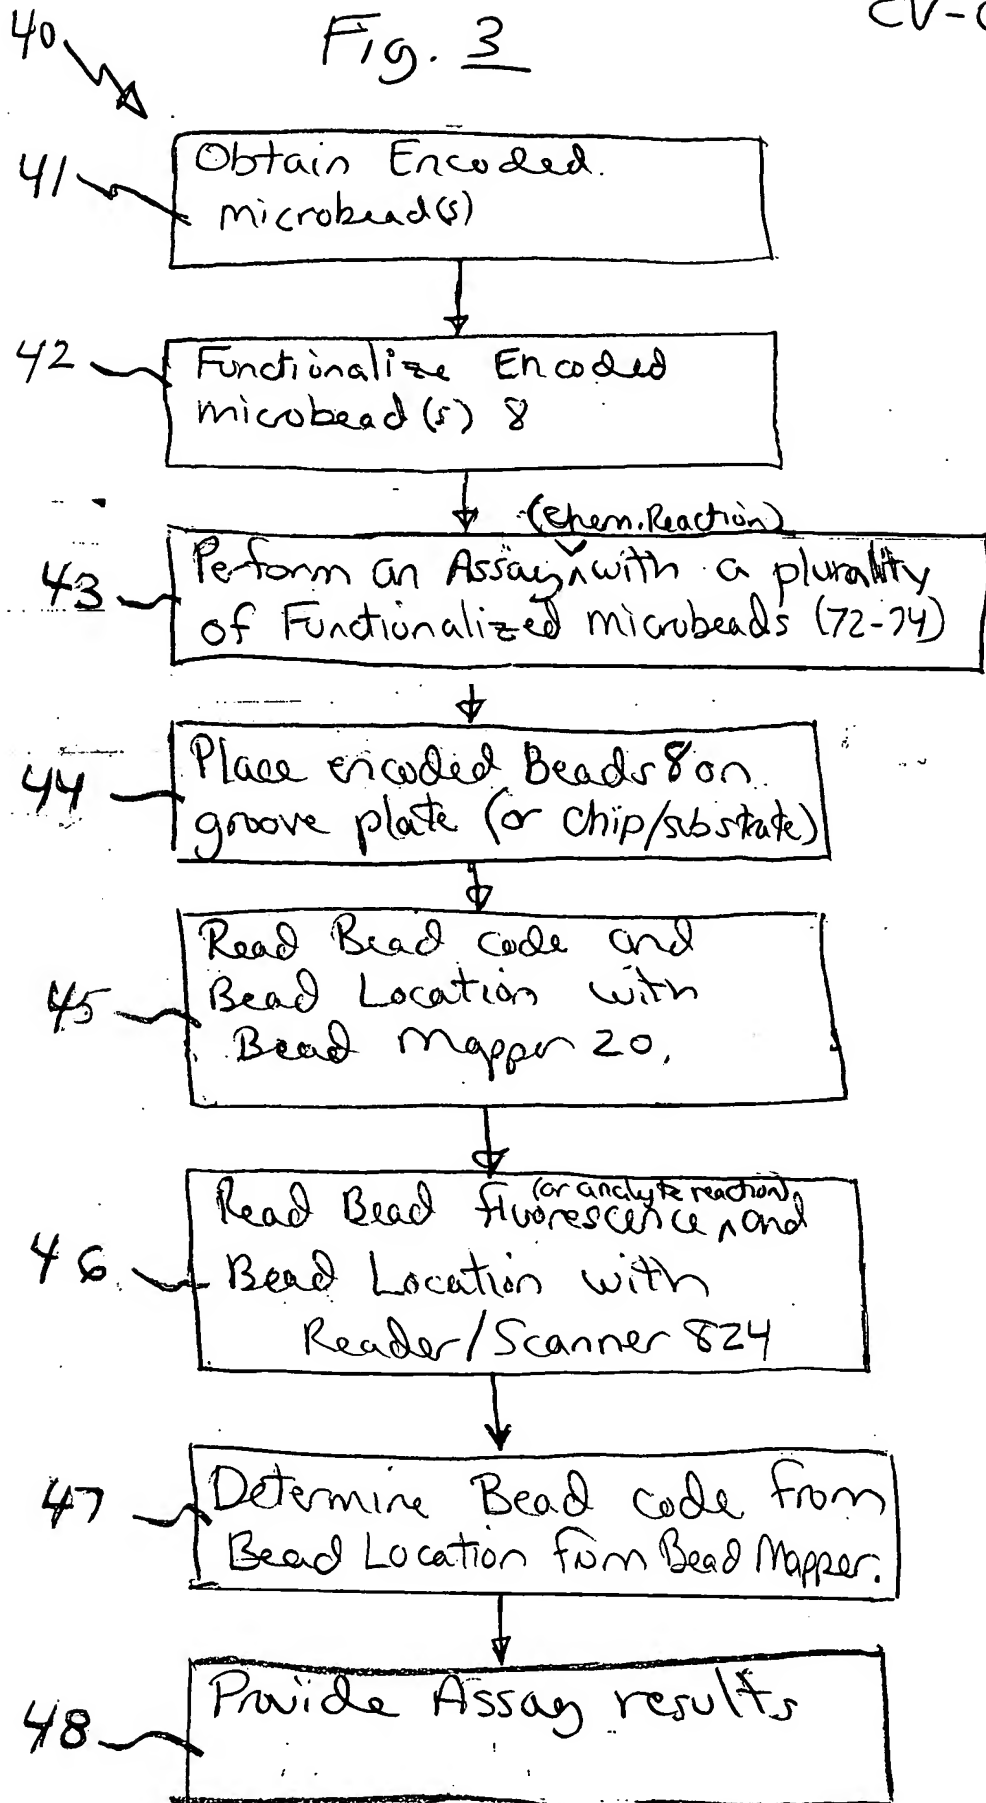 40
Fig. 3
CV-
41
Obtain Encoded.
microbead(s)
42
Functionalize Encoded
microbead(s) 8
(Chem. Reaction)
43
Perform an Assay ^ with a plurality
of Functionalized microbeads (72-74)
44
Place encoded Beads 8 on
groove plate (or chip/substrate)
45
Read Bead code and
Bead Location with
Bead Mapper 20.
46
(or analyte reaction)
Read Bead fluorescence ^ and
Bead Location with
Reader/Scanner 824
47
Determine Bead code from
Bead Location from Bead Mapper.
48
Provide Assay results